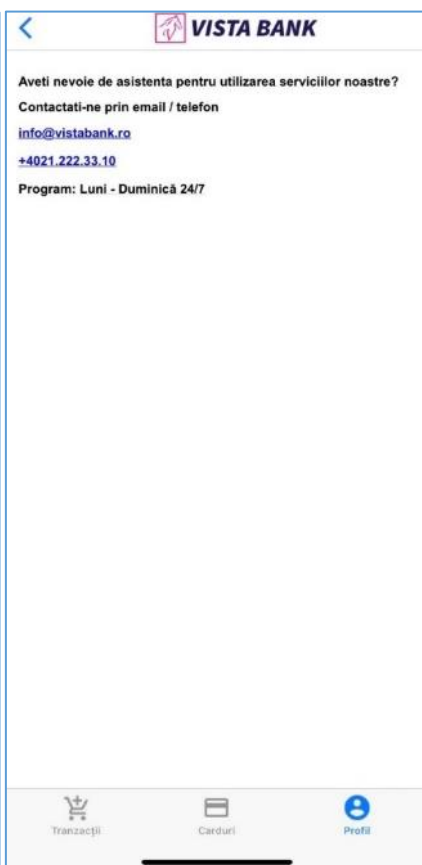 VISTA BANK
Aveti nevoie de asistenta pentru utilizarea serviciilor noastre?
Contactati-ne prin email / telefon
info@vistabank.ro
+4021.222.33.10
Program: Luni - Duminică 24/7
Tranzacții
Carduri
Profil